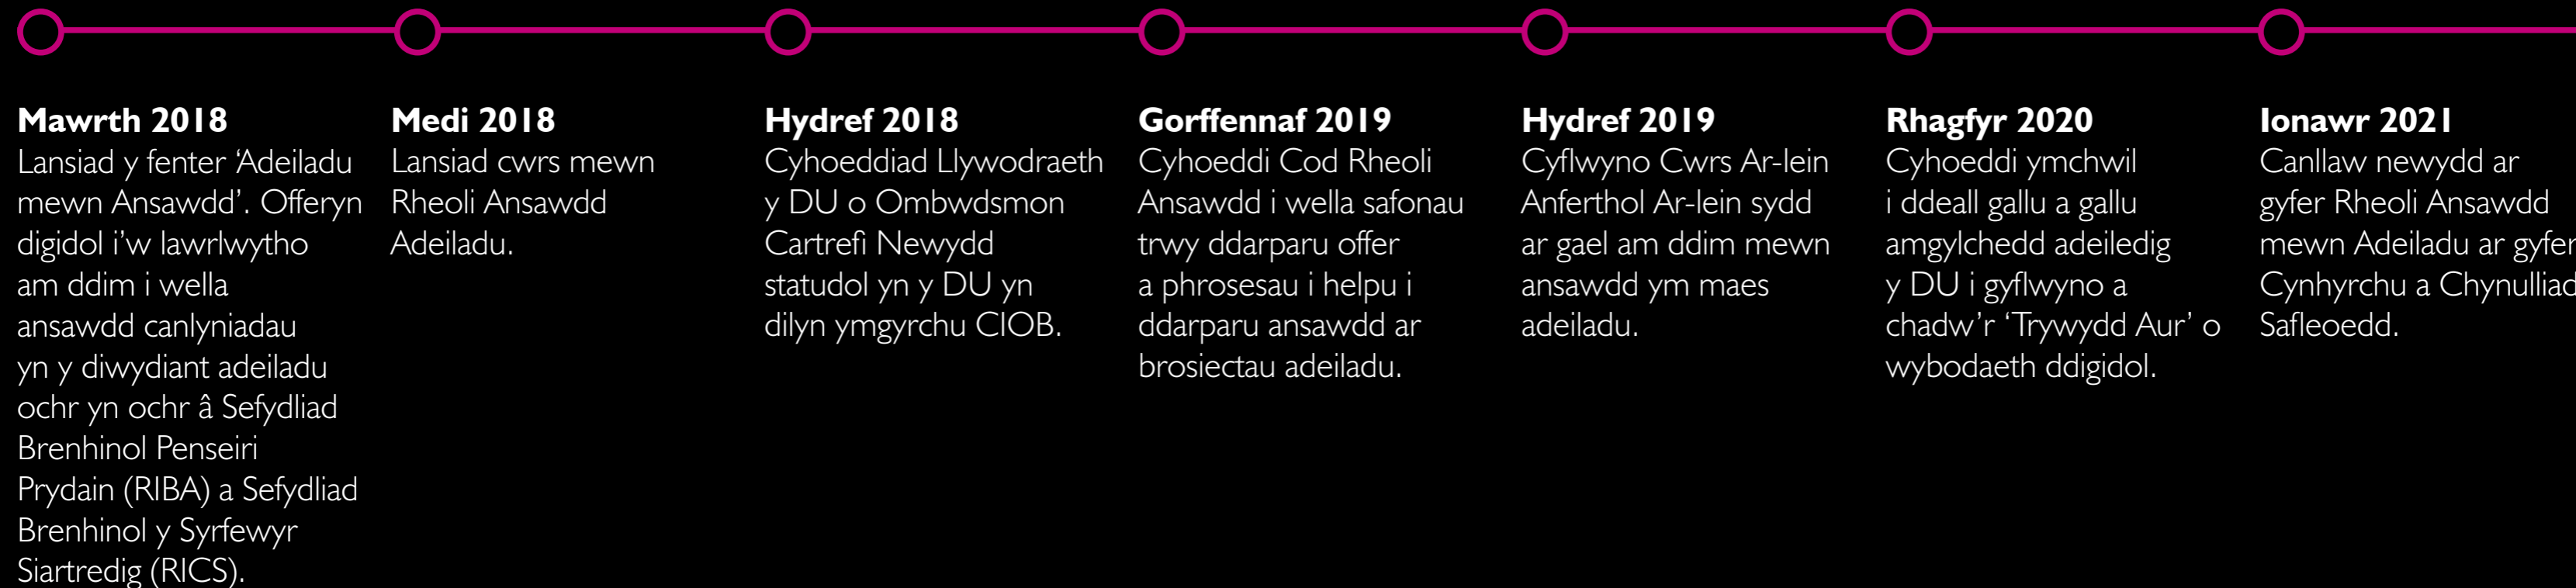 Mawrth 2018
Lansiad y fenter ‘Adeiladu
mewn Ansawdd’. Offeryn
digidol i’w lawrlwytho
am ddim i wella
ansawdd canlyniadau
yn y diwydiant adeiladu
ochr yn ochr â Sefydliad
Brenhinol Penseiri
Prydain (RIBA) a Sefydliad
Brenhinol y Syrfewyr
Siartredig (RICS).
Medi 2018
Lansiad cwrs mewn
Rheoli Ansawdd
Adeiladu.
Hydref 2018
Cyhoeddiad Llywodraeth
y DU o Ombwdsmon
Cartrefi Newydd
statudol yn y DU yn
dilyn ymgyrchu CIOB.
Gorffennaf 2019
Cyhoeddi Cod Rheoli
Ansawdd i wella safonau
trwy ddarparu offer
a phrosesau i helpu i
ddarparu ansawdd ar
brosiectau adeiladu.
Hydref 2019
Cyflwyno Cwrs Ar-lein
Anferthol Ar-lein sydd
ar gael am ddim mewn
ansawdd ym maes
adeiladu.
Rhagfyr 2020
Cyhoeddi ymchwil
i ddeall gallu a gallu
amgylchedd adeiledig
y DU i gyflwyno a
chadw’r ‘Trywydd Aur’ o
wybodaeth ddigidol.
Ionawr 2021
Canllaw newydd ar
gyfer Rheoli Ansawdd
mewn Adeiladu ar gyfer
Cynhyrchu a Chynulliad
Safleoedd.